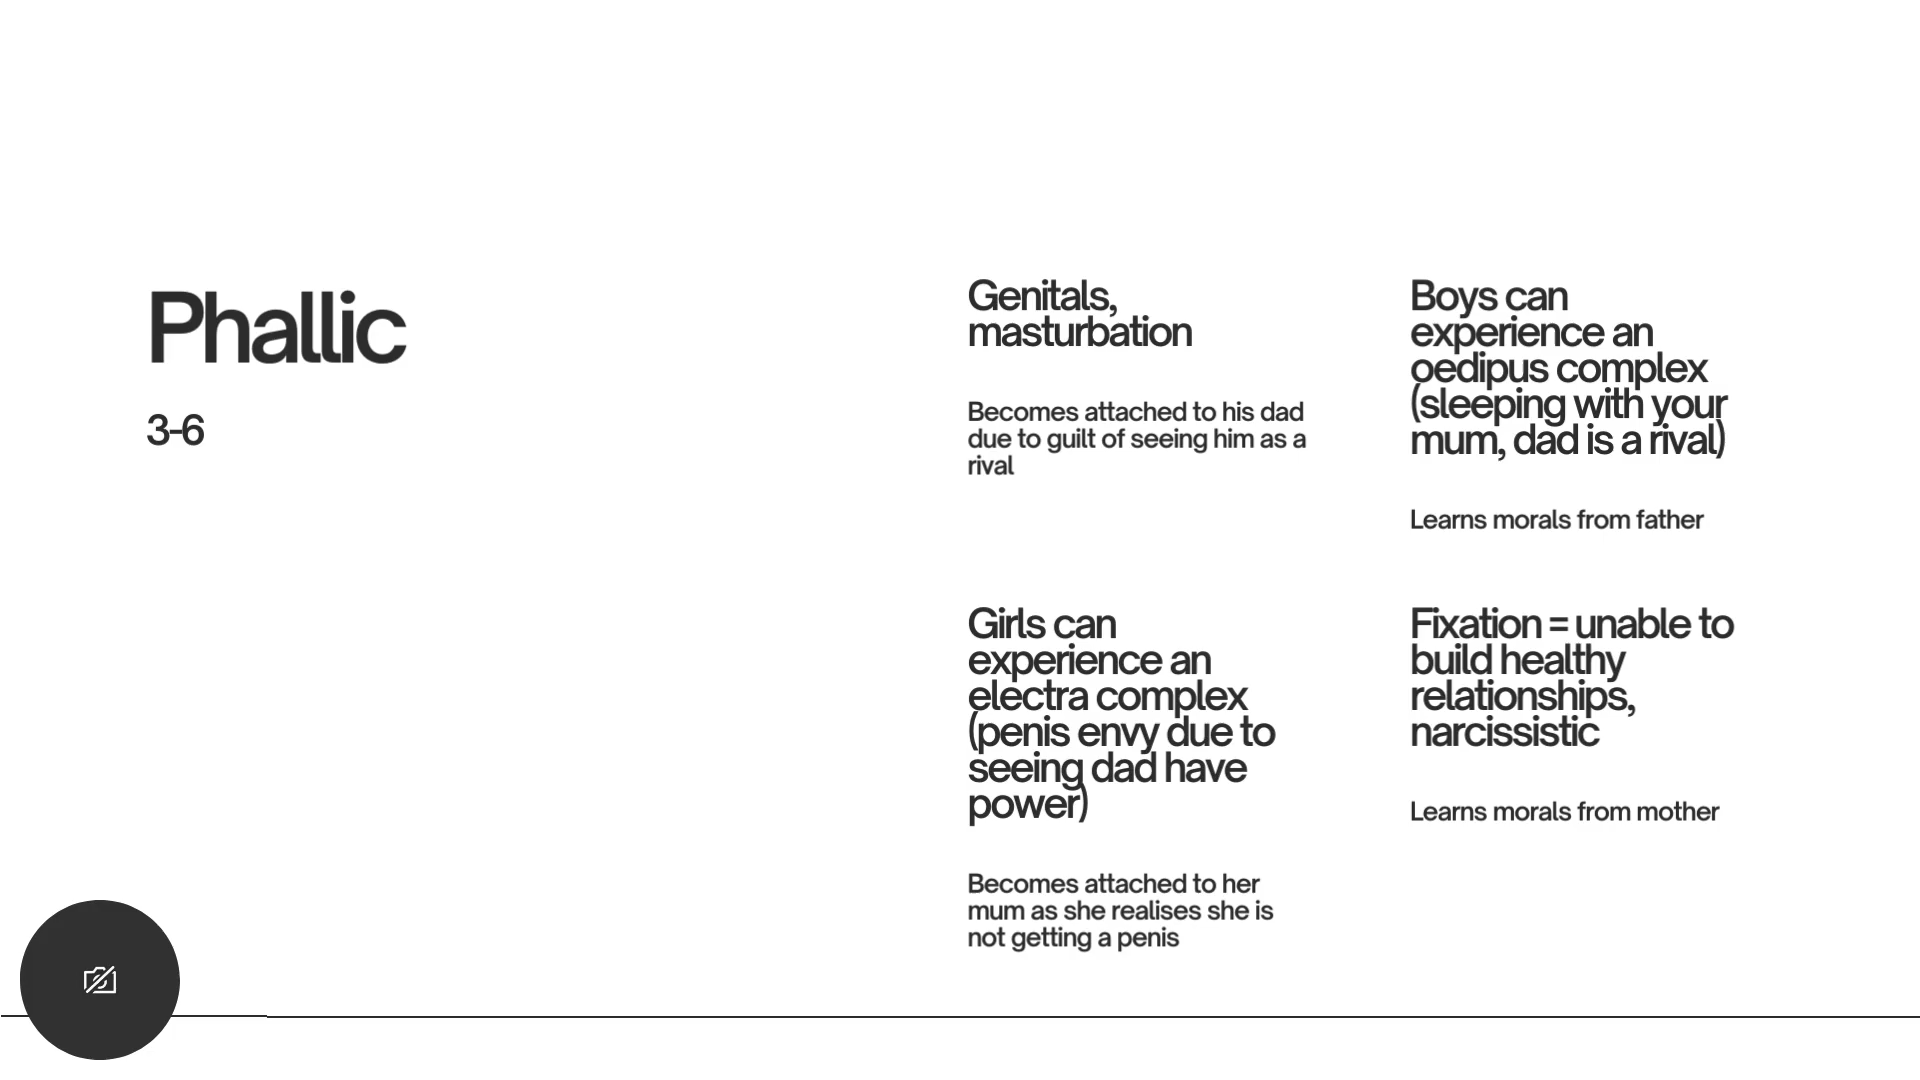 Phallic
3-6
Genitals,
masturbation
Becomes attached to his dad
due to guilt of seeing him as a
rival
Boys can
experience an
oedipus complex
(sleeping with your
mum, dad is a rival)
Learns morals from father
Girls can
experience an
electra complex
(penis envy due to
seeing dad have
power)
Becomes attached to her
mum as she realises she is
not getting a penis
Fixation = unable to
build healthy
relationships,
narcissistic
Learns morals from mother